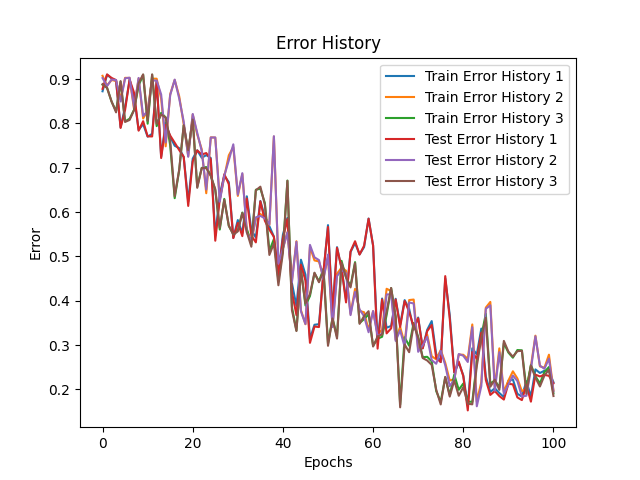 Error History
Train Error History 1
Train Error History 2
Train Error History 3
Test Error History 1
Test Error History 2
Test Error History 3
Error
0.9
0.8
0.7
0.6
0.5
0.4
0.3
0.2
0
20
40
60
80
100
Epochs